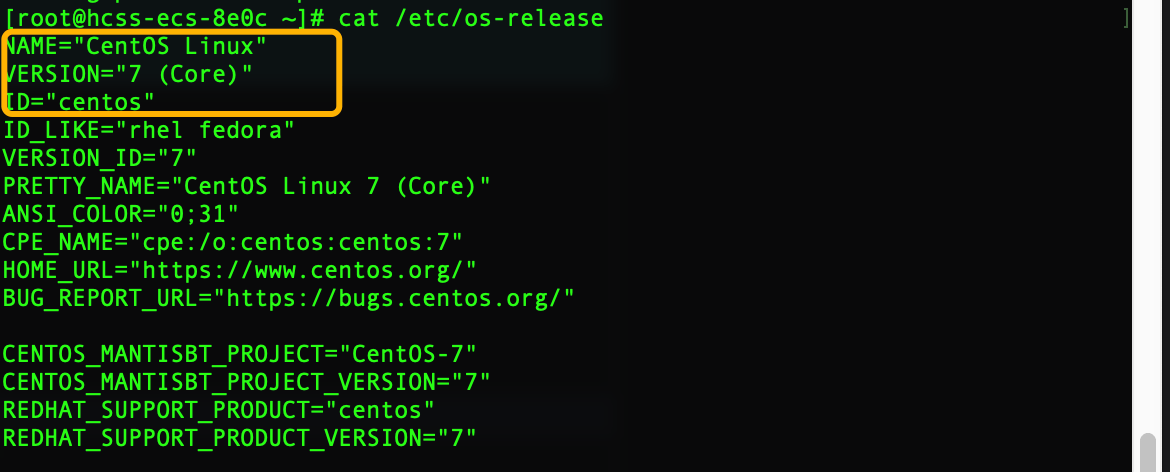 [root@hcss-ecs-8e0c ~]# cat /etc/os-release ]
NAME="CentOS Linux"
VERSION="7 (Core)"
ID="centos"
ID_LIKE="rhel fedora"
VERSION_ID="7"
PRETTY_NAME="CentOS Linux 7 (Core)"
ANSI_COLOR="0;31"
CPE_NAME="cpe:/o:centos:centos:7"
HOME_URL="https://www.centos.org/"
BUG_REPORT_URL="https://bugs.centos.org/"
CENTOS_MANTISBT_PROJECT="CentOS-7"
CENTOS_MANTISBT_PROJECT_VERSION="7"
REDHAT_SUPPORT_PRODUCT="centos"
REDHAT_SUPPORT_PRODUCT_VERSION="7"